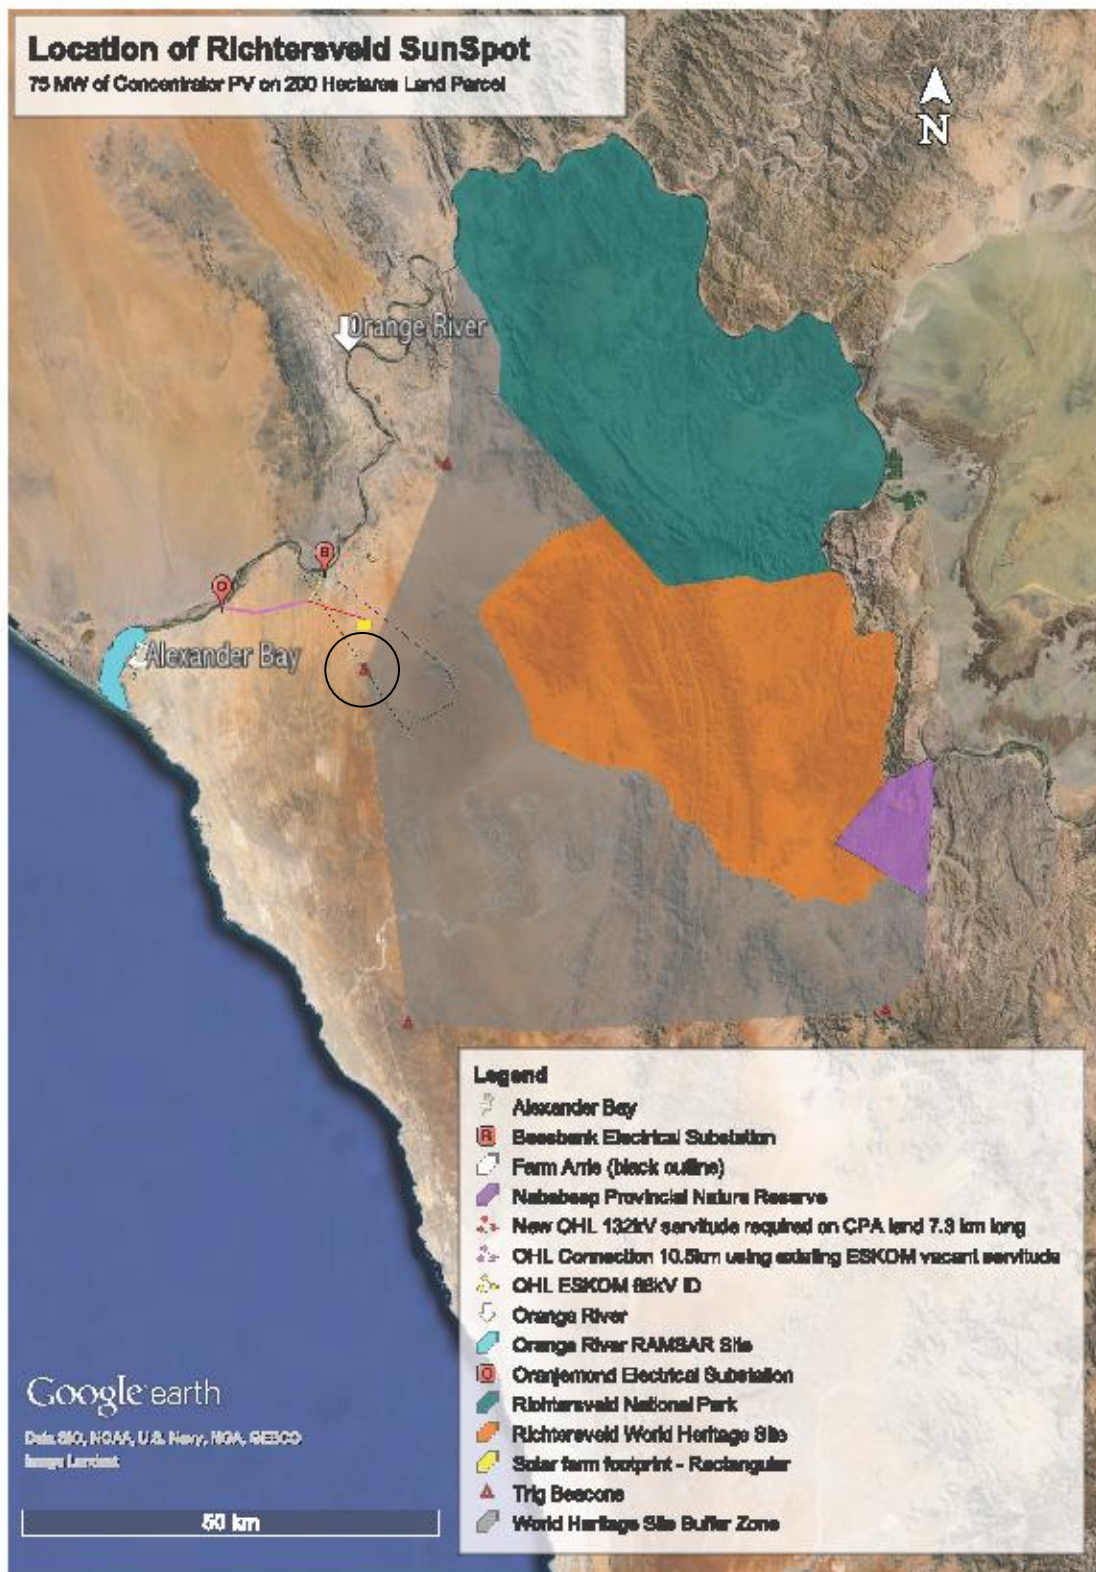 Location of Richtersveld SunSpot
75 MW of Concentrator PV on 200 Hectares Land Parcel
N
Orange River
B
O
Alexander Bay
Legend
Alexander Bay
B Beesbank Electrical Substation
Farm Arris (black outline)
Nababeep Provincial Nature Reserve
New OHL 132kV servitude required on CPA land 7.3 km long
OHL Connection 10.5km using existing ESKOM vacant servitude
OHL ESKOM 66kV ID
Orange River
Orange River RAMSAR Site
O Oranjemond Electrical Substation
Richtersveld National Park
Richtersveld World Heritage Site
Solar farm footprint - Rectangular
Trig Beacons
World Heritage Site Buffer Zone
Google earth
Data SIO, NOAA, U.S. Navy, NGA, GEBCO
Image Landsat
50 km